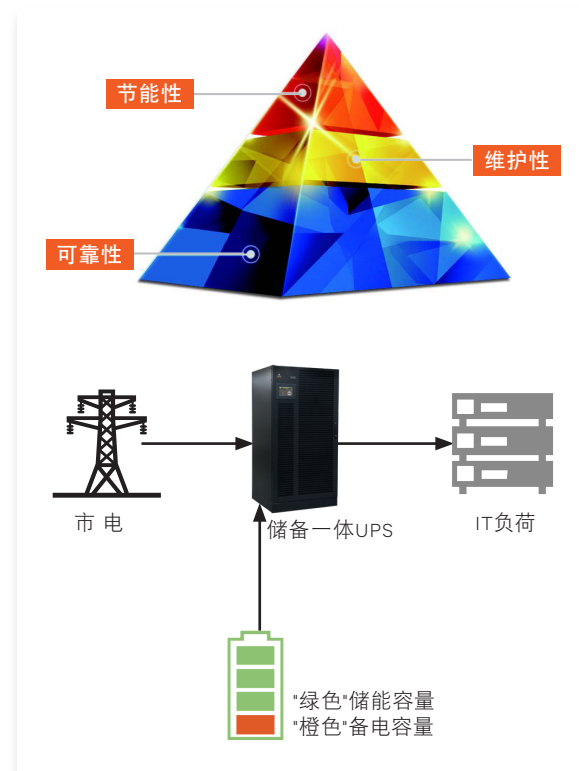 节能性
维护性
可靠性
市 电
储备一体UPS
IT负荷
"绿色"储能容量
"橙色"备电容量